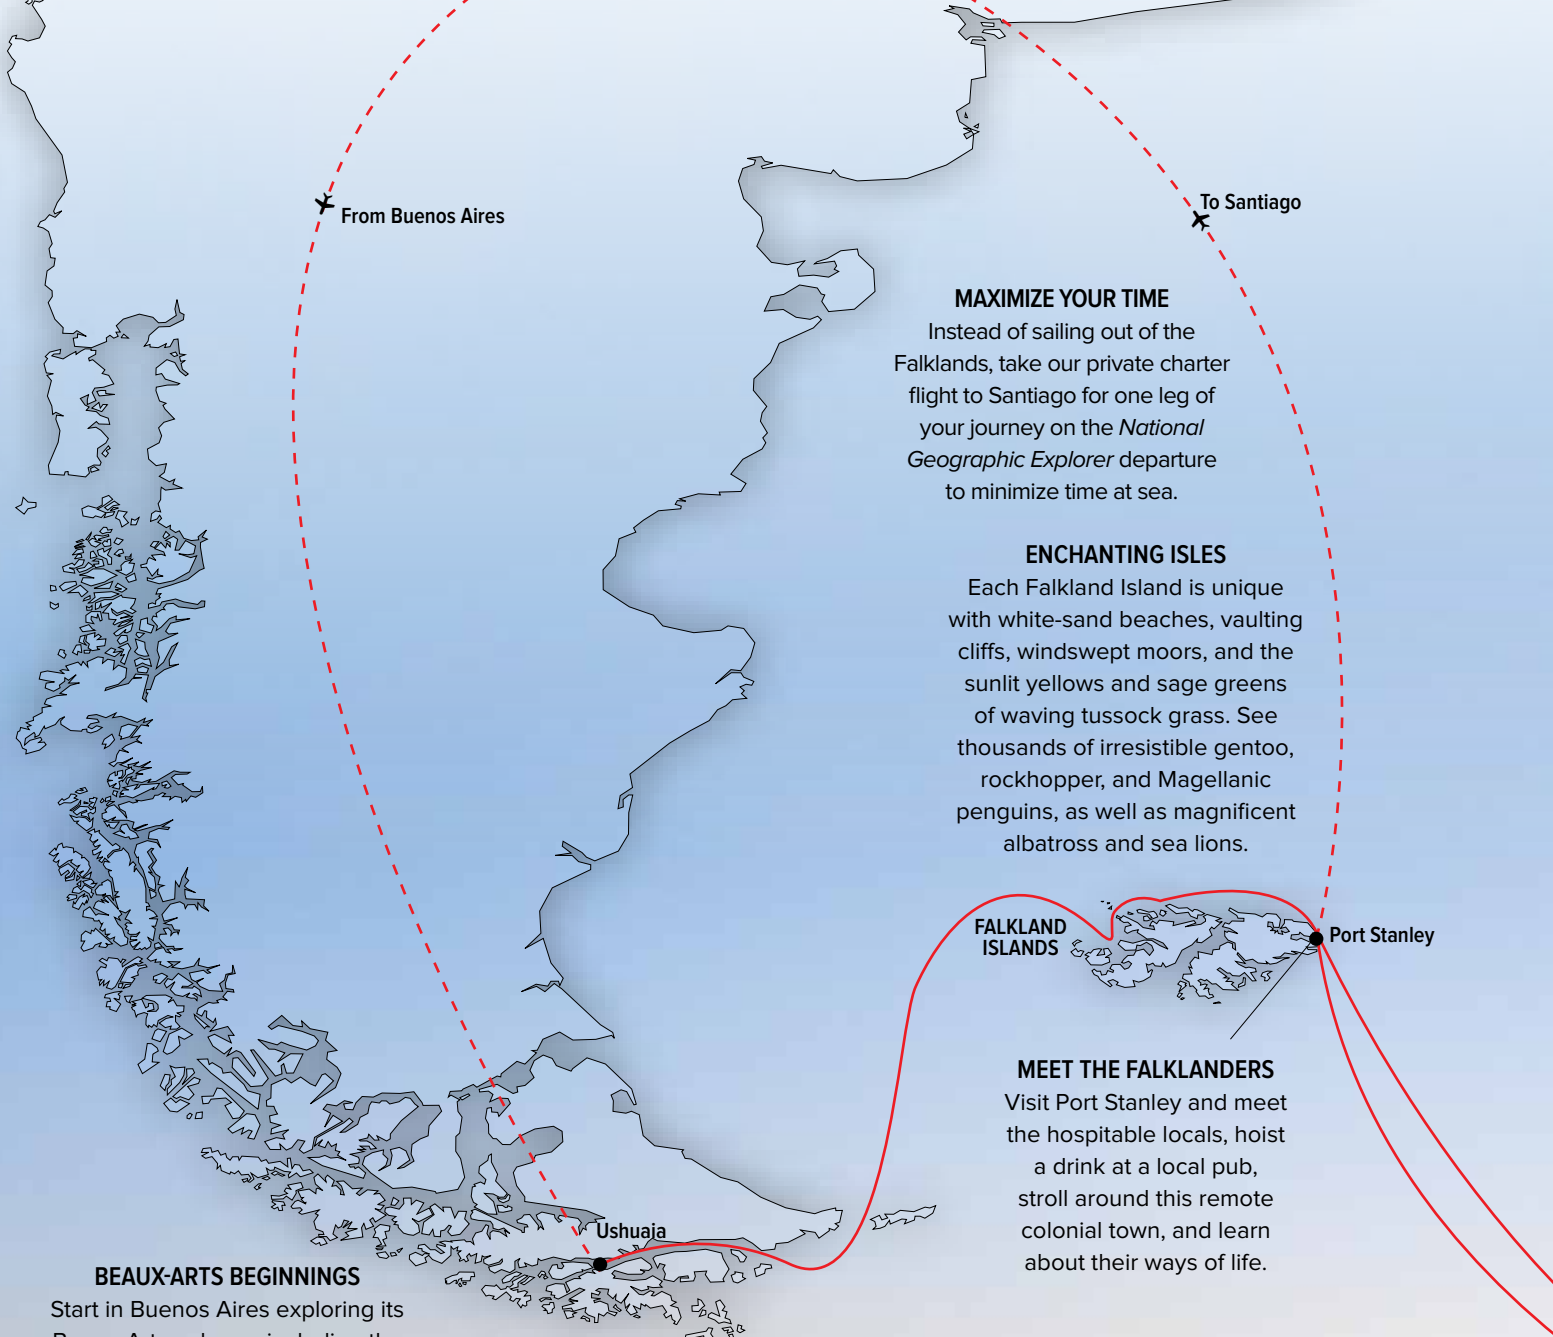 From Buenos Aires
To Santiago
MAXIMIZE YOUR TIME
Instead of sailing out of the
Falklands, take our private charter
flight to Santiago for one leg of
your journey on the National
Geographic Explorer departure
to minimize time at sea.
ENCHANTING ISLES
Each Falkland Island is unique
with white-sand beaches, vaulting
cliffs, windswept moors, and the
sunlit yellows and sage greens
of waving tussock grass. See
thousands of irresistible gentoo,
rockhopper, and Magellanic
penguins, as well as magnificent
albatross and sea lions.
FALKLAND
ISLANDS
Port Stanley
MEET THE FALKLANDERS
Visit Port Stanley and meet
the hospitable locals, hoist
a drink at a local pub,
stroll around this remote
colonial town, and learn
about their ways of life.
Ushuaia
BEAUX-ARTS BEGINNINGS
Start in Buenos Aires exploring its